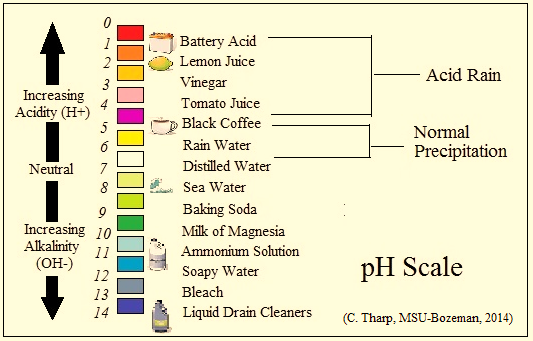 0
1
2
3
4
5
6
7
8
9
10
11
12
13
14
Increasing
Acidity (H+)
Neutral
Increasing
Alkalinity
(OH-)
Battery Acid
Lemon Juice
Vinegar
Tomato Juice
Black Coffee
Rain Water
Distilled Water
Sea Water
Baking Soda
Milk of Magnesia
Ammonium Solution
Soapy Water
Bleach
Liquid Drain Cleaners
Acid Rain
Normal
Precipitation
pH Scale
(C. Tharp, MSU-Bozeman, 2014)